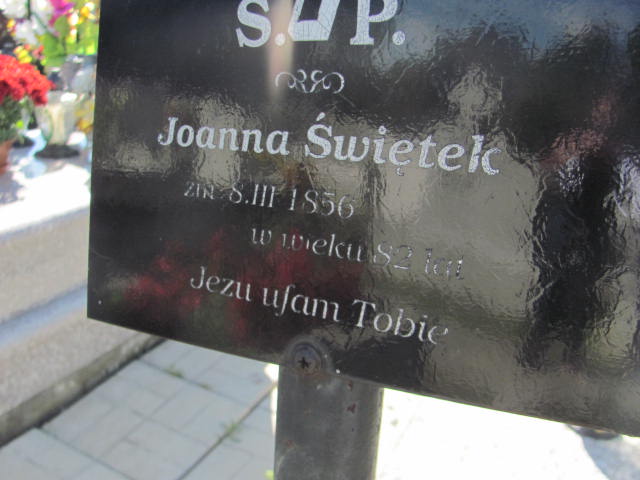 Ś.P.
Joanna Świętek
zm. 8.III 1856
w wieku 82 lat
Jezu ufam Tobie